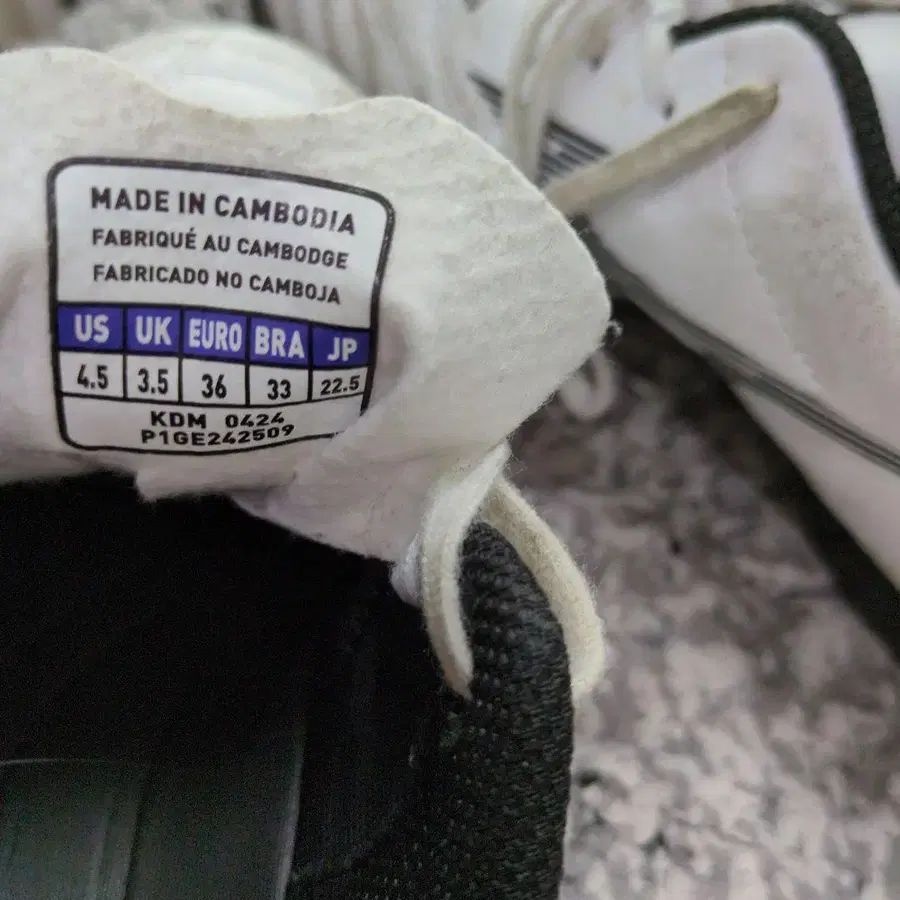 MADE IN CAMBODIA
FABRIQUÉ AU CAMBODGE
FABRICADO NO CAMBOJA
US UK EURO BRA JP
4.5 3.5 36 33 22.5
KDM 0424
P1GE242509